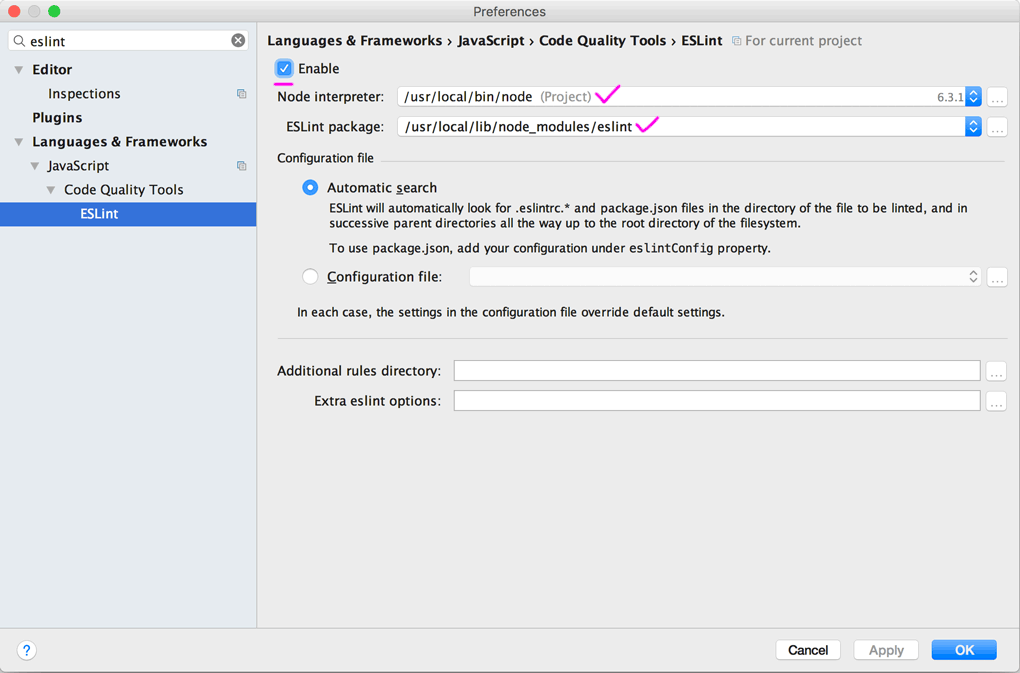 Preferences
eslint
Editor
Inspections
Plugins
Languages & Frameworks
JavaScript
Code Quality Tools
ESLint
Languages & Frameworks › JavaScript › Code Quality Tools › ESLint For current project
Enable
Node interpreter: /usr/local/bin/node (Project) 6.3.1 ...
ESLint package: /usr/local/lib/node_modules/eslint ...
Configuration file
Automatic search
ESLint will automatically look for .eslintrc.* and package.json files in the directory of the file to be linted, and in
successive parent directories all the way up to the root directory of the filesystem.
To use package.json, add your configuration under eslintConfig property.
Configuration file: ...
In each case, the settings in the configuration file override default settings.
Additional rules directory: ...
Extra eslint options: ...
? Cancel Apply OK